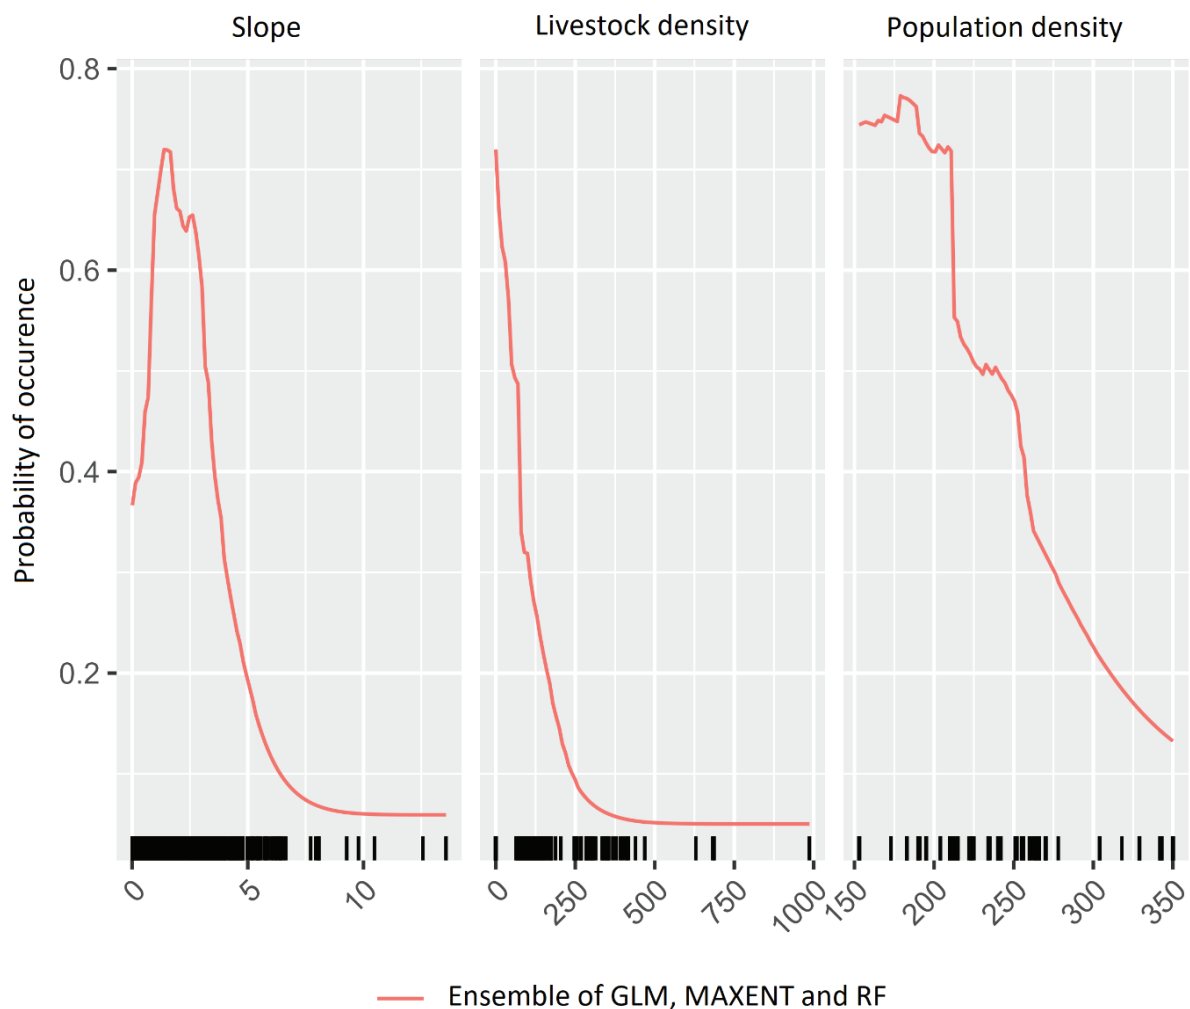 Slope Livestock density Population density
Probability of occurence
0.8
0.6
0.4
0.2
0 5 10 0 250 500 750 1000 150 200 250 300 350
Ensemble of GLM, MAXENT and RF